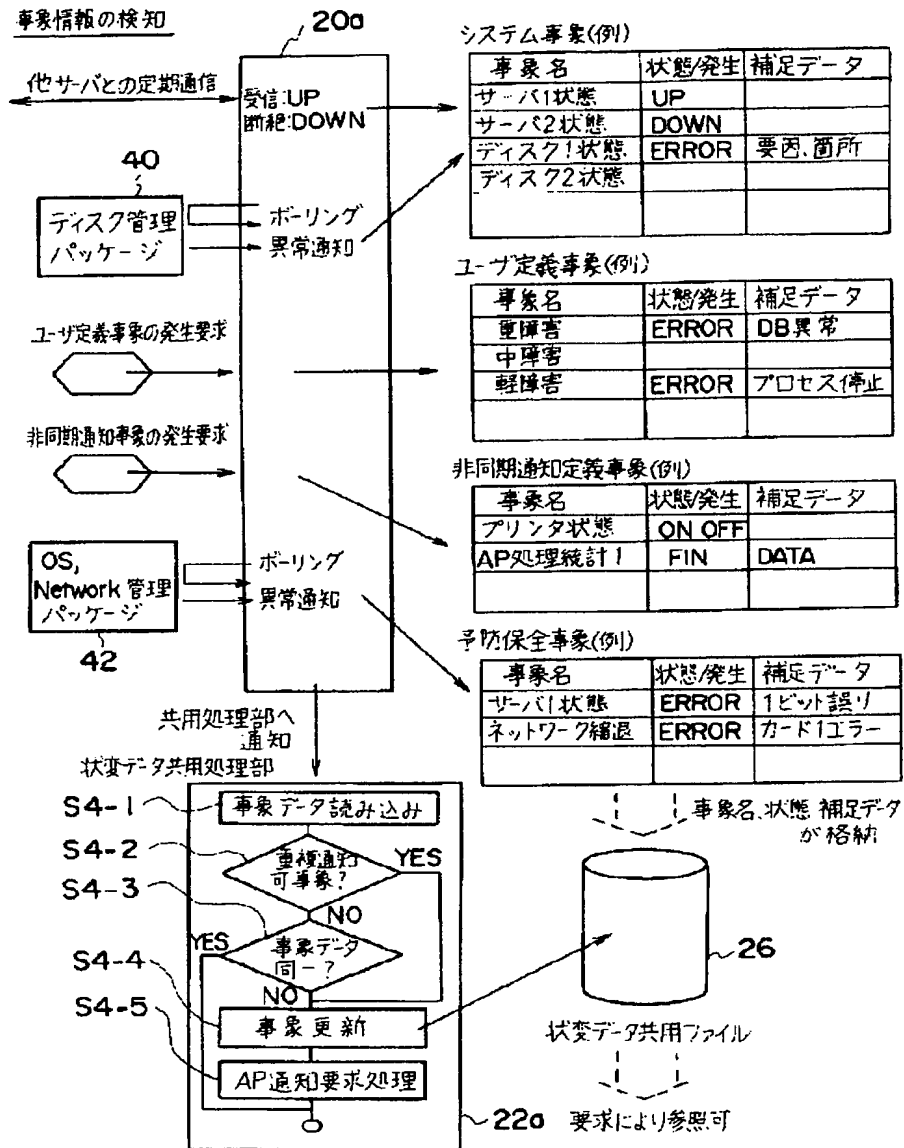 事象情報の検知
20a
他サーバとの定期通信
受信:UP
断絶:DOWN
40
ディスク管理
パッケージ
ポーリング
異常通知
ユーザ定義事象の発生要求
非同期通知事象の発生要求
OS,
Network 管理
パッケージ
42
ポーリング
異常通知
システム事象(例)
事象名 状態/発生 補足データ
サーバ1状態 UP
サーバ2状態 DOWN
ディスク1状態 ERROR 要因、箇所
ディスク2状態
ユーザ定義事象(例)
事象名 状態/発生 補足データ
重障害 ERROR DB異常
中障害
軽障害 ERROR プロセス停止
非同期通知定義事象(例)
事象名 状態/発生 補足データ
プリンタ状態 ON OFF
AP処理統計1 FIN DATA
予防保全事象(例)
事象名 状態/発生 補足データ
サーバ1状態 ERROR 1ビット誤り
ネットワーク縮退 ERROR カード1エラー
共用処理部へ
通知
状変データ共用処理部
S4-1
事象データ読み込み
S4-2
重複通知
可事象?
YES
S4-3
NO
YES
事象データ
同一?
S4-4
NO
事象更新
S4-5
AP通知要求処理
22a
事象名、状態 補足データ
が格納
26
状変データ共用ファイル
要求により参照可